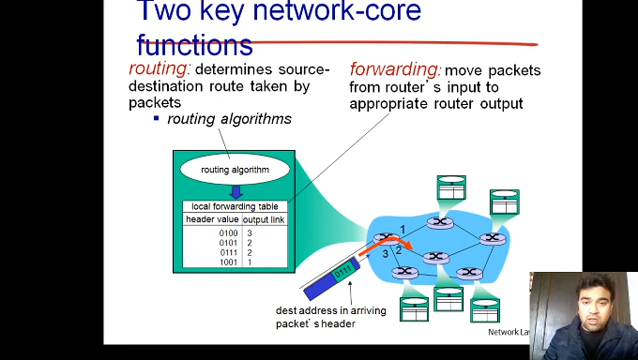 Two key network-core
functions
routing: determines source-
destination route taken by
packets
▪ routing algorithms
forwarding: move packets
from router's input to
appropriate router output
routing algorithm
local forwarding table
header value output link
0100 3
0101 2
0111 2
1001 1
1
3 2
0111
dest address in arriving
packet's header
Network La